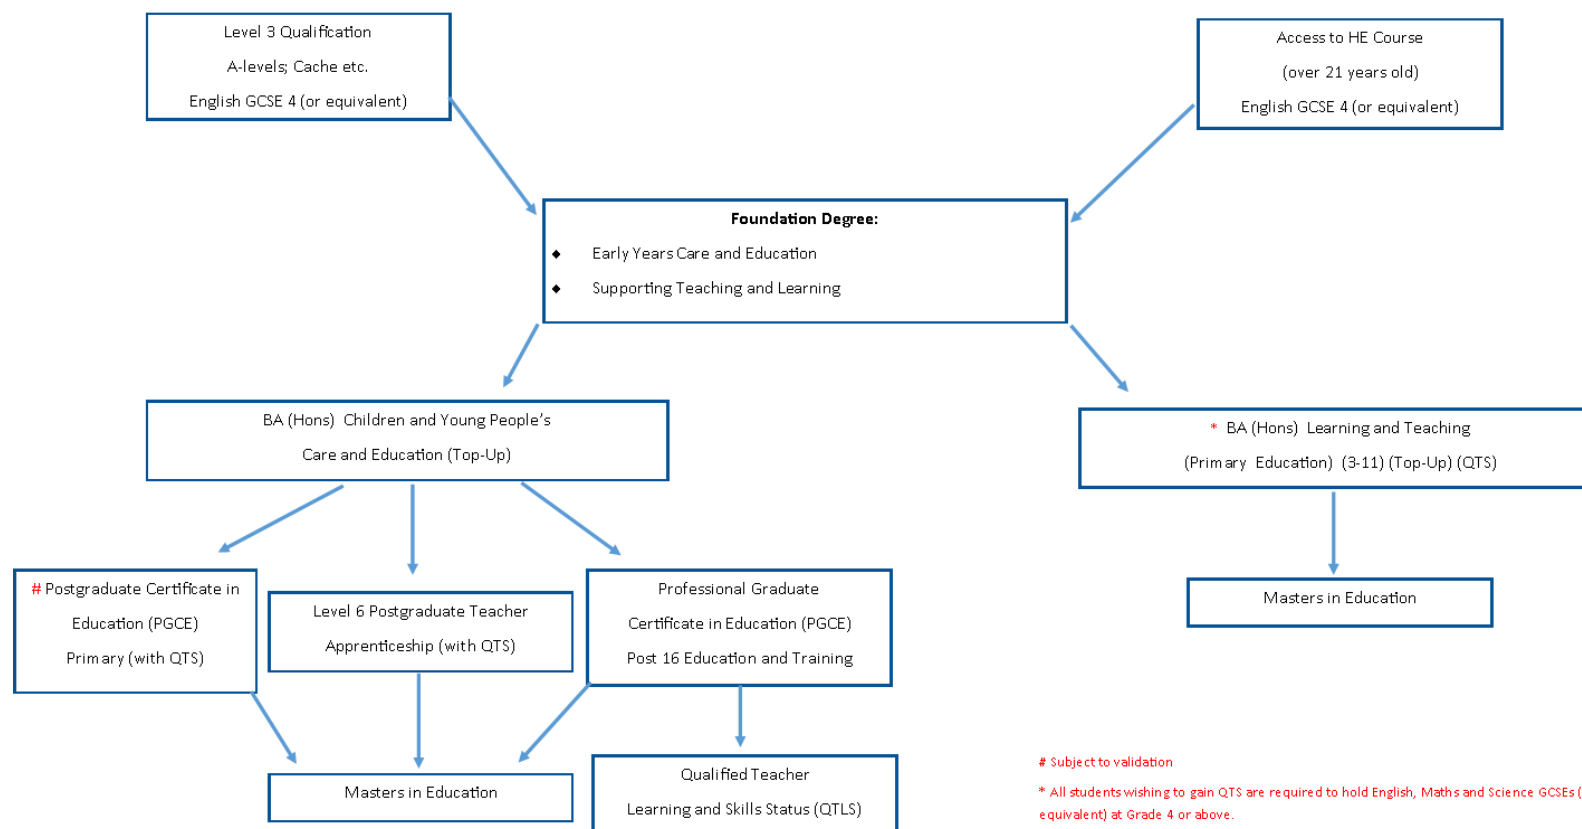 Level 3 Qualification
A-levels; Cache etc.
English GCSE 4 (or equivalent)
Access to HE Course
(over 21 years old)
English GCSE 4 (or equivalent)
Foundation Degree:
◆ Early Years Care and Education
◆ Supporting Teaching and Learning
BA (Hons) Children and Young People's
Care and Education (Top-Up)
* BA (Hons) Learning and Teaching
(Primary Education) (3-11) (Top-Up) (QTS)
# Postgraduate Certificate in
Education (PGCE)
Primary (with QTS)
Level 6 Postgraduate Teacher
Apprenticeship (with QTS)
Professional Graduate
Certificate in Education (PGCE)
Post 16 Education and Training
Masters in Education
Masters in Education
Qualified Teacher
Learning and Skills Status (QTLS)
# Subject to validation
* All students wishing to gain QTS are required to hold English, Maths and Science GCSEs (
equivalent) at Grade 4 or above.